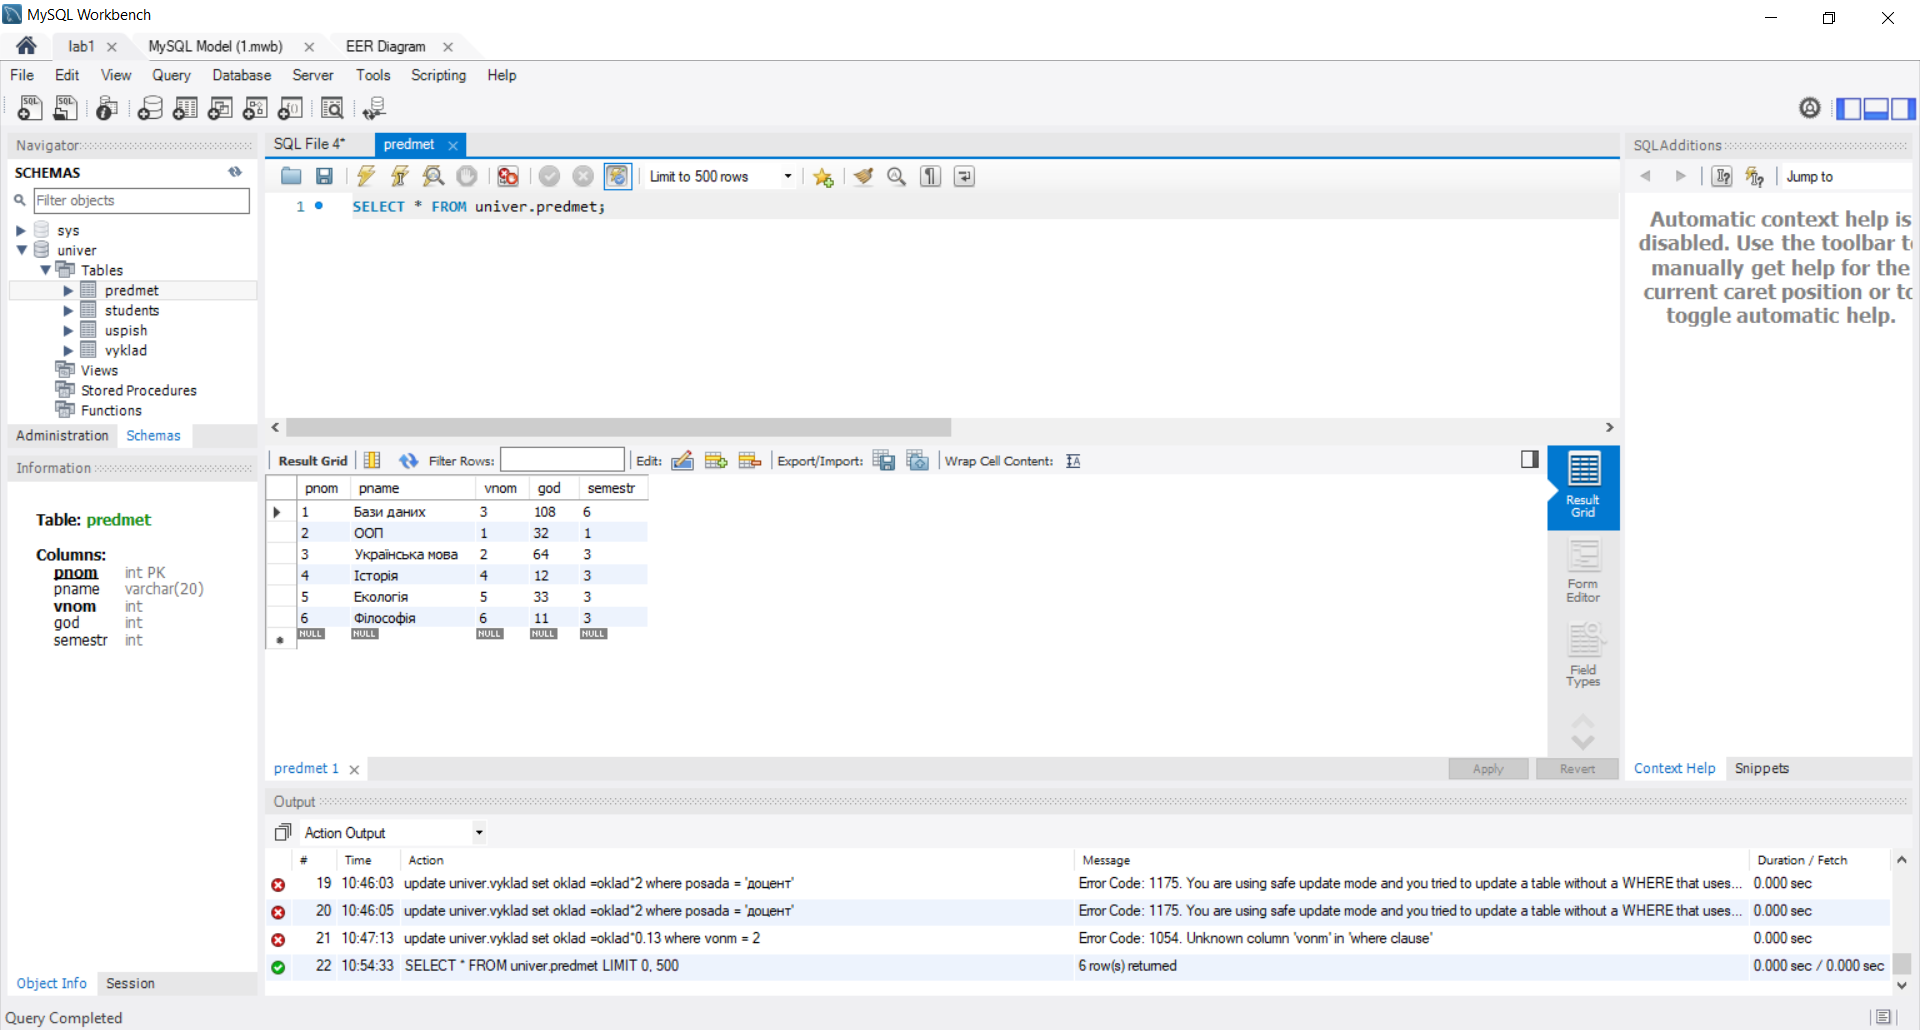 MySQL Workbench
lab1
MySQL Model (1.mwb)
EER Diagram
File Edit View Query Database Server Tools Scripting Help
Navigator
SCHEMAS
Filter objects
sys
univer
Tables
predmet
students
uspish
vyklad
Views
Stored Procedures
Functions
Administration Schemas
Information
Table: predmet
Columns:
pnom int PK
pname varchar(20)
vnom int
god int
semestr int
Object Info Session
SQL File 4* predmet
Limit to 500 rows
1 SELECT * FROM univer.predmet;
Result Grid Filter Rows: Edit: Export/Import: Wrap Cell Content:
pnom pname vnom god semestr
1 Бази даних 3 108 6
2 ООП 1 32 1
3 Українська мова 2 64 3
4 Історія 4 12 3
5 Екологія 5 33 3
6 Філософія 6 11 3
NULL NULL NULL NULL NULL
Result
Grid
Form
Editor
Field
Types
predmet 1
Apply Revert
SQLAdditions
Jump to
Automatic context help is
disabled. Use the toolbar t
manually get help for the
current caret position or to
toggle automatic help.
Context Help Snippets
Output
Action Output
# Time Action Message Duration / Fetch
19 10:46:03 update univer.vyklad set oklad =oklad*2 where posada = 'доцент' Error Code: 1175. You are using safe update mode and you tried to update a table without a WHERE that uses... 0.000 sec
20 10:46:05 update univer.vyklad set oklad =oklad*2 where posada = 'доцент' Error Code: 1175. You are using safe update mode and you tried to update a table without a WHERE that uses... 0.000 sec
21 10:47:13 update univer.vyklad set oklad =oklad*0.13 where vonm = 2 Error Code: 1054. Unknown column 'vonm' in 'where clause' 0.000 sec
22 10:54:33 SELECT * FROM univer.predmet LIMIT 0, 500 6 row(s) returned 0.000 sec / 0.000 sec
Query Completed